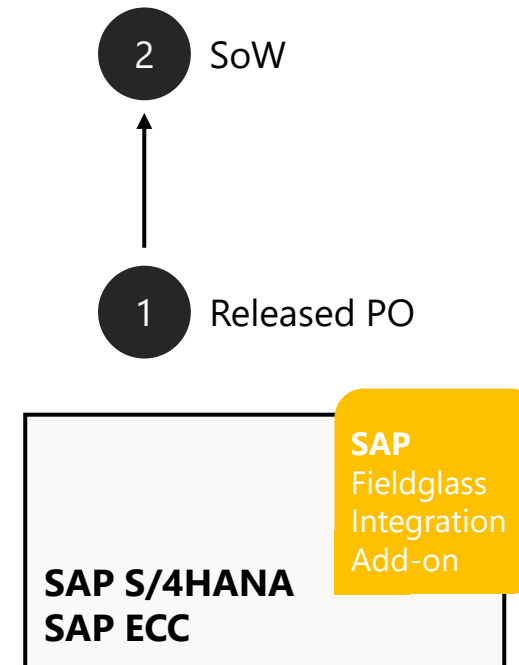 2 SoW
1 Released PO
SAP
Fieldglass
Integration
Add-on
SAP S/4HANA
SAP ECC